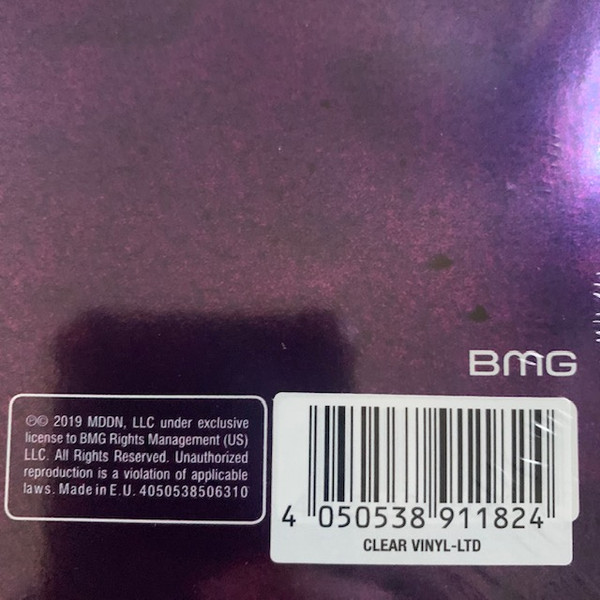 BMG
℗© 2019 MDDN, LLC under exclusive
license to BMG Rights Management (US)
LLC. All Rights Reserved. Unauthorized
reproduction is a violation of applicable
laws. Made in E.U. 4050538506310
4 050538 911824
CLEAR VINYL-LTD